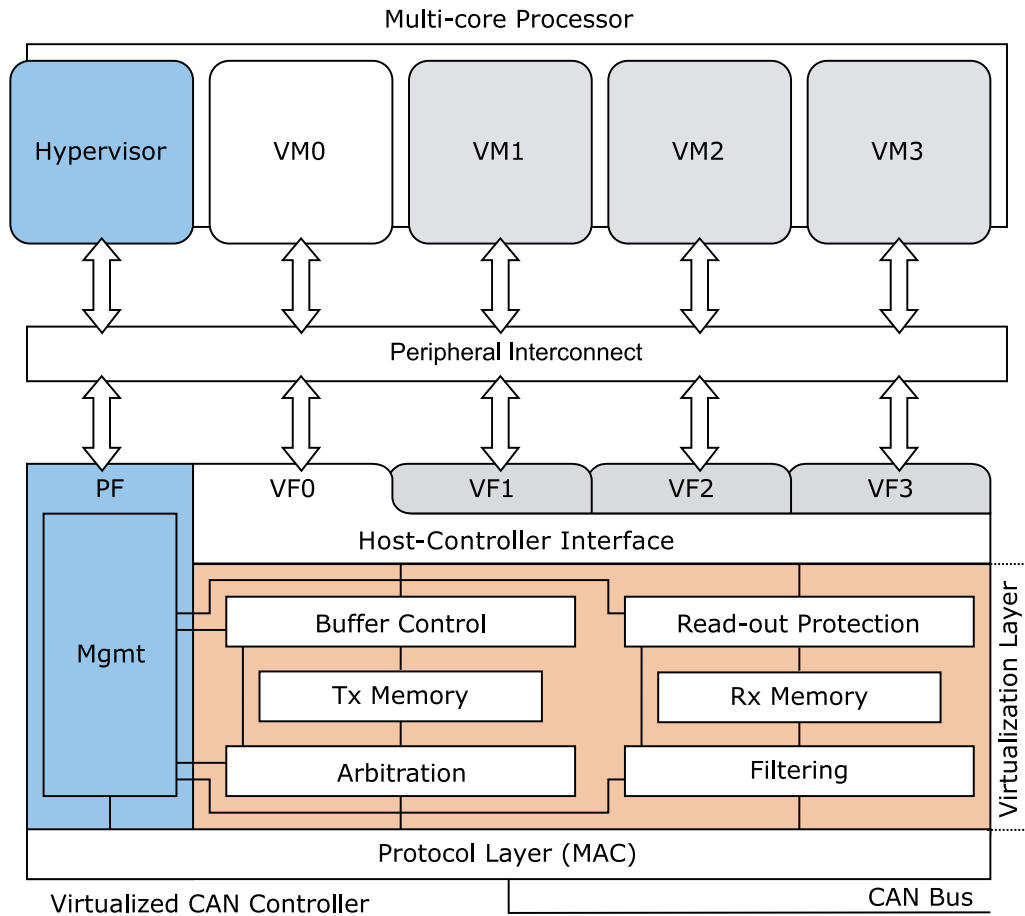 Multi-core Processor
Hypervisor
VM0
VM1
VM2
VM3
Peripheral Interconnect
PF
VF0
VF1
VF2
VF3
Host-Controller Interface
Mgmt
Buffer Control
Read-out Protection
Tx Memory
Rx Memory
Arbitration
Filtering
Virtualization Layer
Protocol Layer (MAC)
Virtualized CAN Controller
CAN Bus